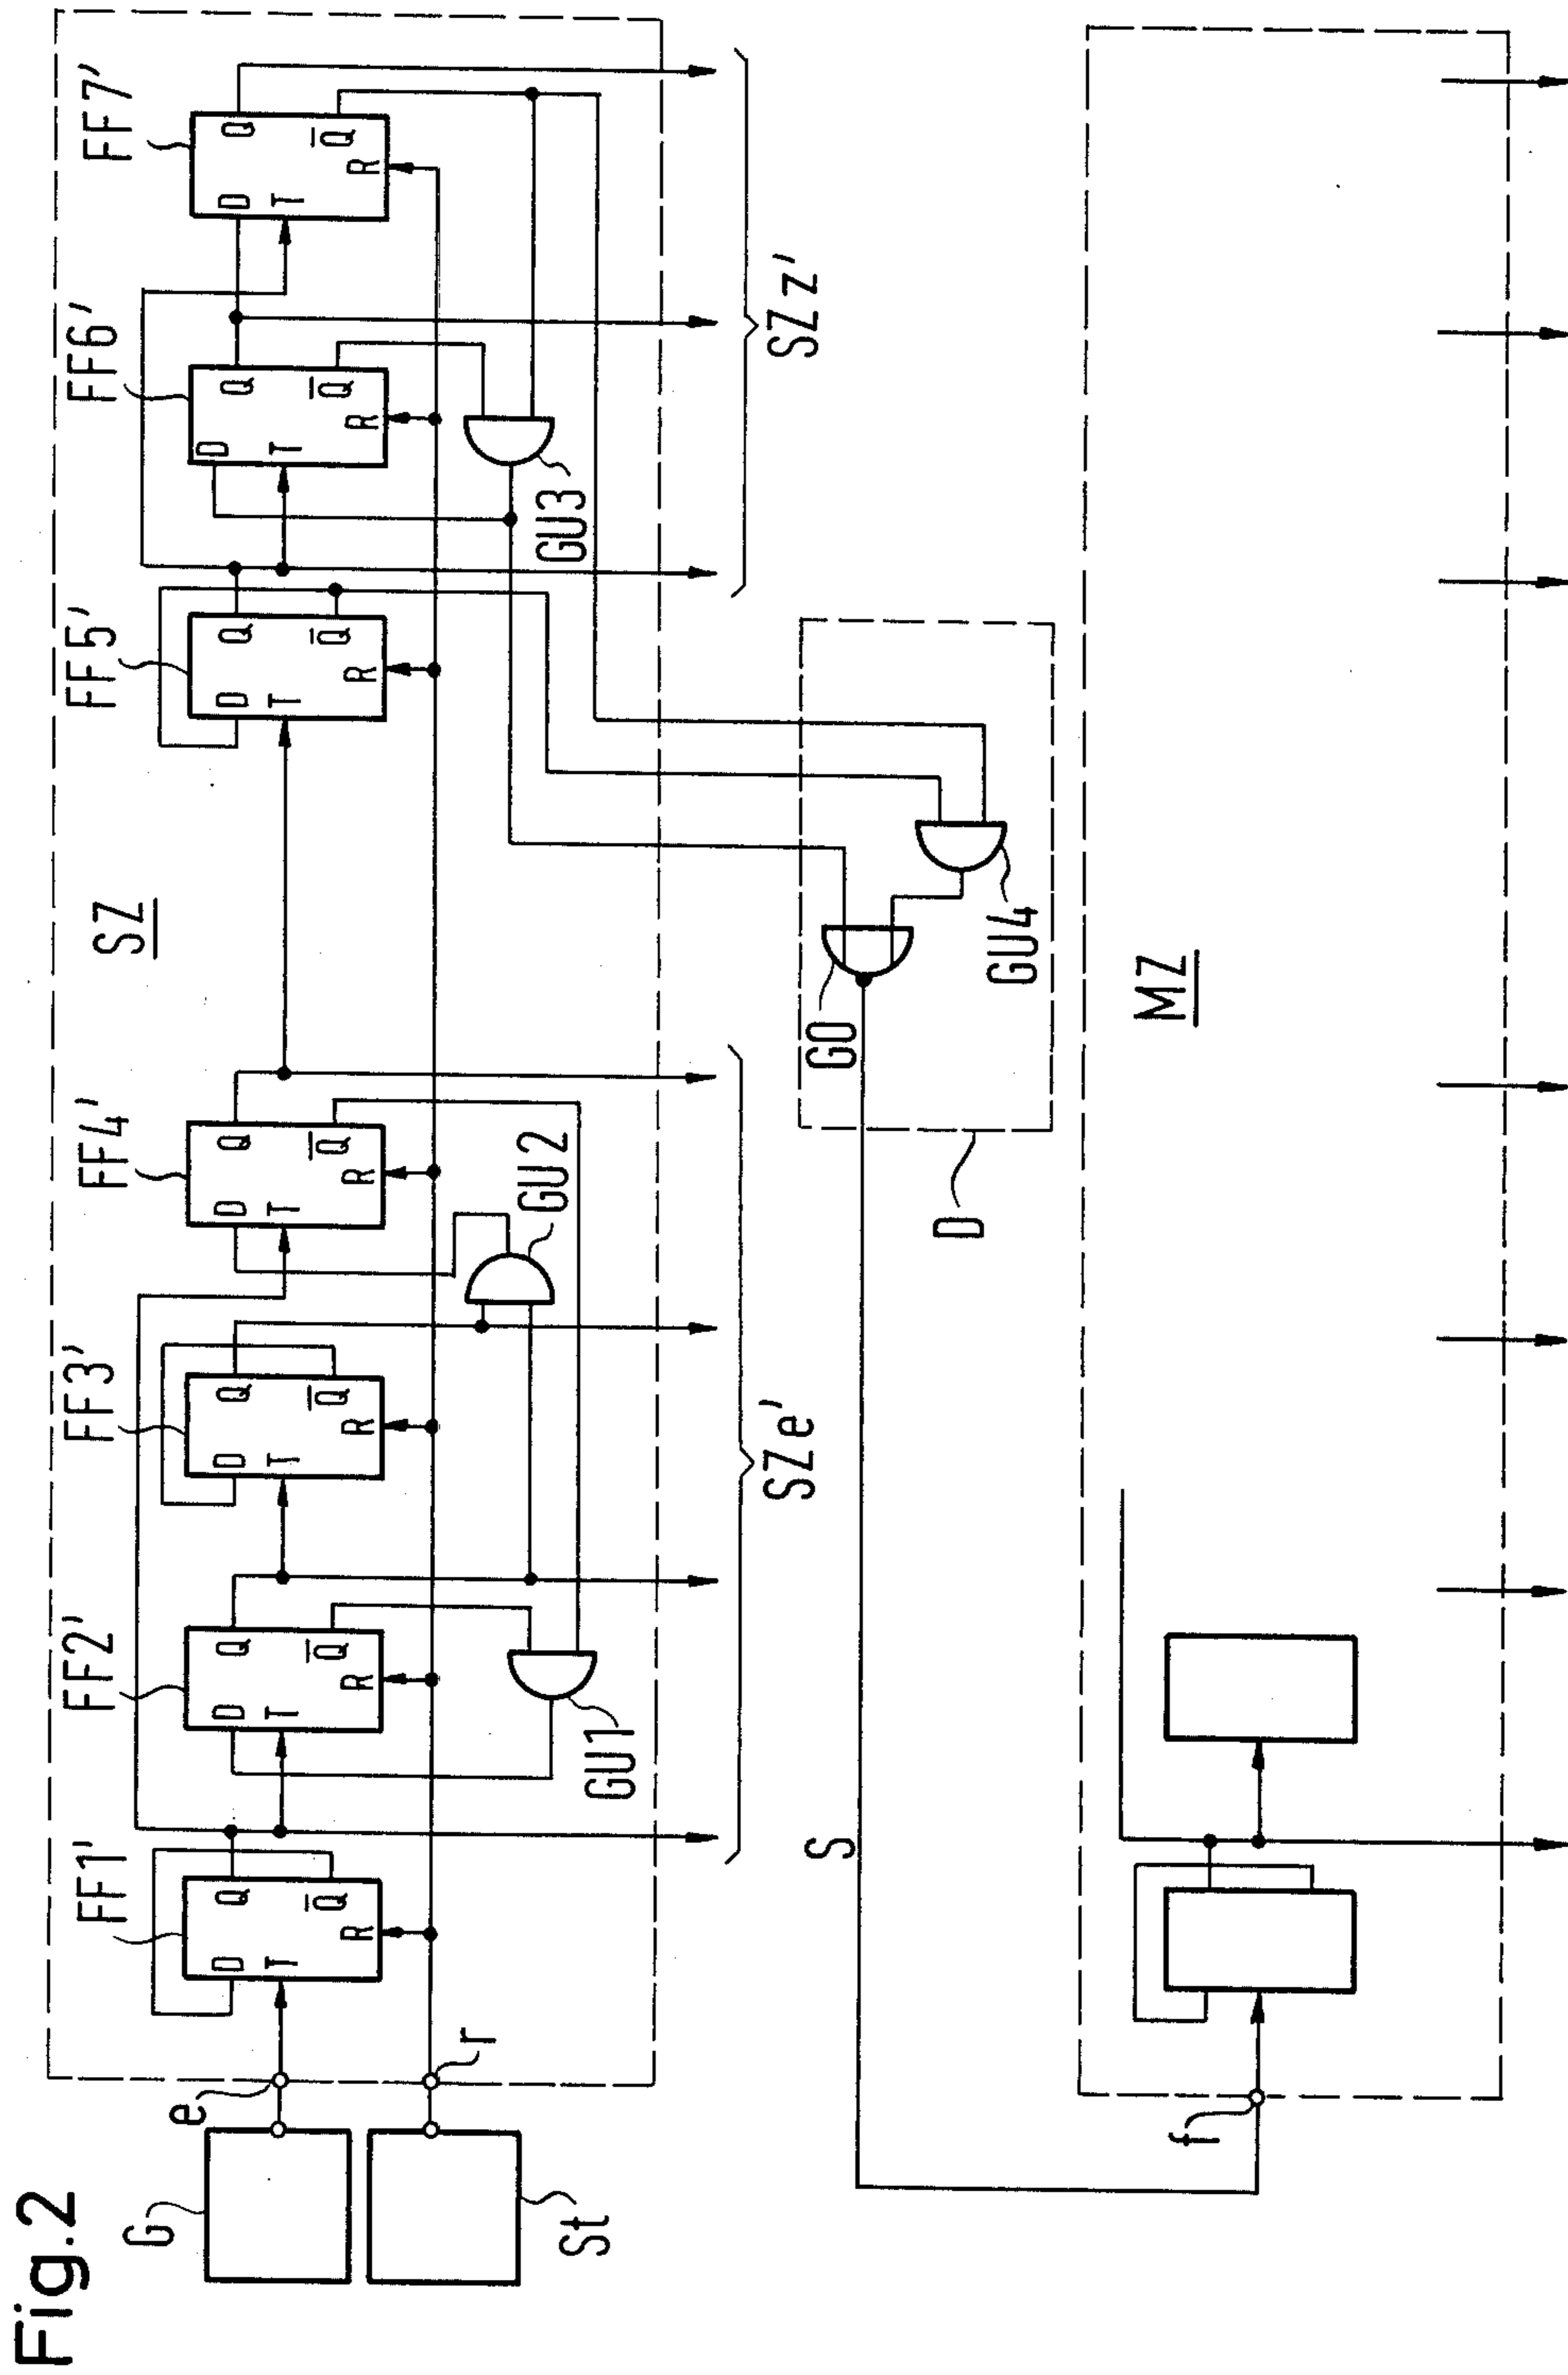 Fig.2
G
St
e
r
SZ
FF1'
D
T
Q
Q̅
R
FF2'
D
T
Q
Q̅
R
FF3'
D
T
Q
Q̅
R
FF4'
D
T
Q
Q̅
R
FF5'
D
T
Q
Q̅
R
FF6'
D
T
Q
Q̅
R
FF7'
D
T
Q
Q̅
R
GU1
GU2
GU3
SZe'
SZz'
S
GO
GU4
D
MZ
f